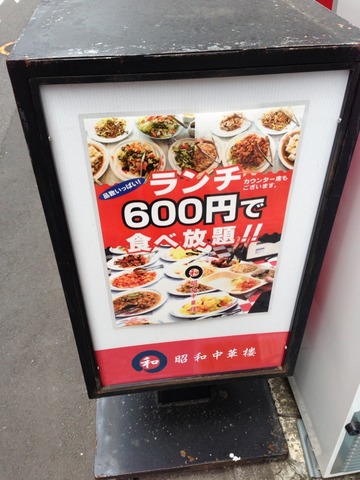 品数いっぱい!
ランチ
カウンター席も
ございます。
600円で
食べ放題!!
和
昭和中華楼